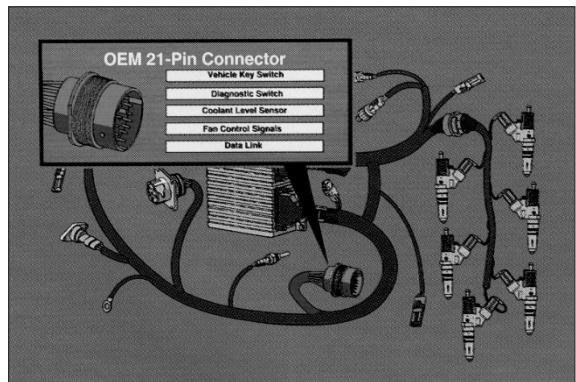 OEM 21-Pin Connector
Vehicle Key Switch
Diagnostic Switch
Coolant Level Sensor
Fan Control Signals
Data Link